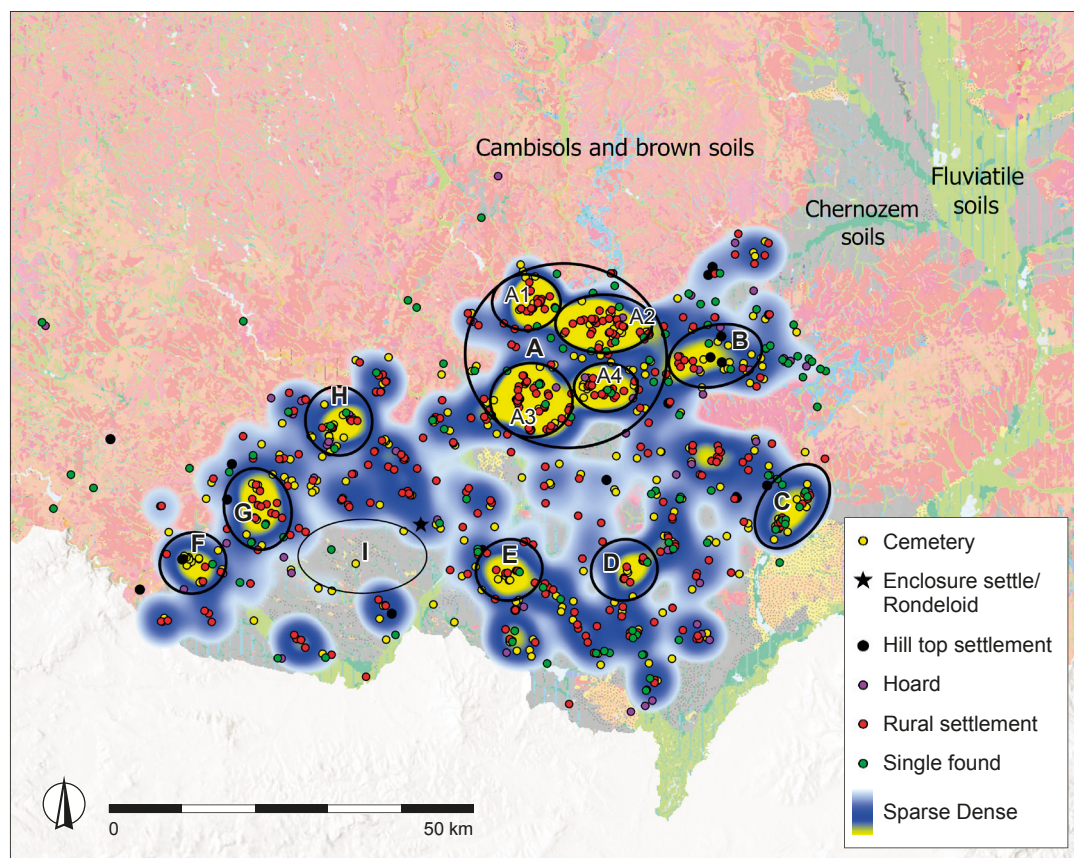 Cambisols and brown soils
Fluviatile
soils
Chernozem
soils
A1
A2
A
B
A4
A3
H
C
G
F
I
E
D
Cemetery
Enclosure settle/
Rondeloid
Hill top settlement
Hoard
Rural settlement
Single found
Sparse Dense
0
50 km